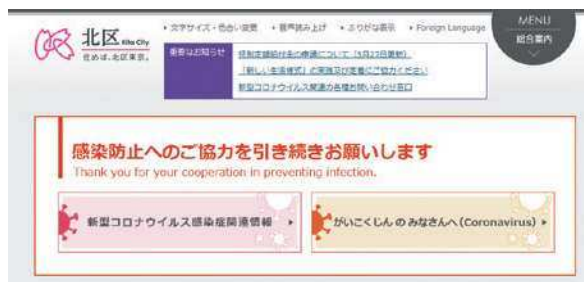 北区 Kita City
住めば、北区東京。
・文字サイズ・色合い変更 ・音声読み上げ ・ふりがな表示 ・Foreign Language
MENU
総合案内
重要なお知らせ
特別定額給付金の申請について（5月22日更新）
「新しい生活様式」の実践及び定着にご協力ください
新型コロナウイルス関連の各種お問い合わせ窓口
感染防止へのご協力を引き続きお願いします
Thank you for your cooperation in preventing infection.
新型コロナウイルス感染症関連情報
がいこくじんのみなさんへ(Coronavirus)